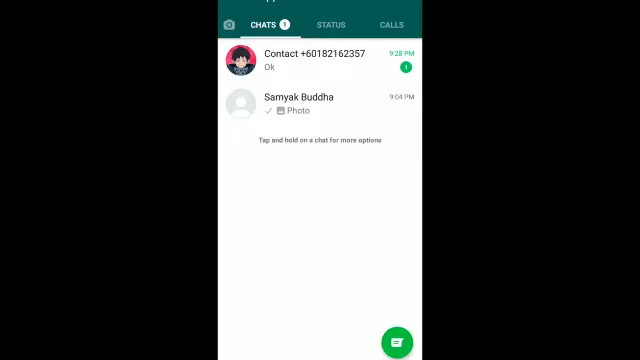 CHATS 1 STATUS CALLS
Contact +60182162357 9:28 PM
Ok 1
Samyak Buddha 9:04 PM
Photo
Tap and hold on a chat for more options